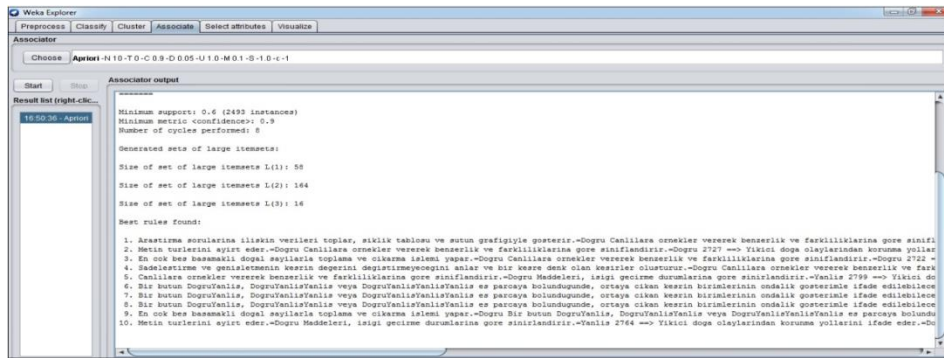 Weka Explorer
Preprocess Classify Cluster Associate Select attributes Visualize
Associator
Choose Apriori -N 10 -T 0 -C 0.9 -D 0.05 -U 1.0 -M 0.1 -S -1.0 -c -1
Start Stop
Associator output
Result list (right-clic...
16:50:36 - Apriori
=======
Minimum support: 0.6 (2493 instances)
Minimum metric <confidence>: 0.9
Number of cycles performed: 8
Generated sets of large itemsets:
Size of set of large itemsets L(1): 58
Size of set of large itemsets L(2): 164
Size of set of large itemsets L(3): 16
Best rules found:
1. Arastirma sorularina iliskin verileri toplar, siklik tablosu ve sutun grafigiyle gosterir.=Dogru Canlilara ornekler vererek benzerlik ve farkliliklarina gore sinifl
2. Metin turlerini ayirt eder.=Dogru Canlilara ornekler vererek benzerlik ve farkliliklarina gore siniflandirir.=Dogru 2727 ==> Yikici doga olaylarindan korunma yollar
3. En cok bes basamakli dogal sayilarla toplama ve cikarma islemi yapar.=Dogru Canlilara ornekler vererek benzerlik ve farkliliklarina gore siniflandirir.=Dogru 2722 =
4. Sadelestirme ve genisletmenin kesrin degerini degistirmeyecegini anlar ve bir kesre denk olan kesirler olusturur.=Dogru Canlilara ornekler vererek benzerlik ve fark
5. Canlilara ornekler vererek benzerlik ve farkliliklarina gore siniflandirir.=Dogru Maddeleri, isigi gecirme durumlarina gore sinirlandirir.=Yanlis 2799 ==> Yikici do
6. Bir butun DogruYanlis, DogruYanlisYanlis veya DogruYanlisYanlisYanlis es parcaya bolundugunde, ortaya cikan kesrin birimlerinin ondalik gosterimle ifade edilebilece
7. Bir butun DogruYanlis, DogruYanlisYanlis veya DogruYanlisYanlisYanlis es parcaya bolundugunde, ortaya cikan kesrin birimlerinin ondalik gosterimle ifade edilebilece
8. Bir butun DogruYanlis, DogruYanlisYanlis veya DogruYanlisYanlisYanlis es parcaya bolundugunde, ortaya cikan kesrin birimlerinin ondalik gosterimle ifade edilebilece
9. En cok bes basamakli dogal sayilarla toplama ve cikarma islemi yapar.=Dogru Bir butun DogruYanlis, DogruYanlisYanlis veya DogruYanlisYanlisYanlis es parcaya bolundu
10. Metin turlerini ayirt eder.=Dogru Maddeleri, isigi gecirme durumlarina gore sinirlandirir.=Yanlis 2764 ==> Yikici doga olaylarindan korunma yollarini ifade eder.=Do